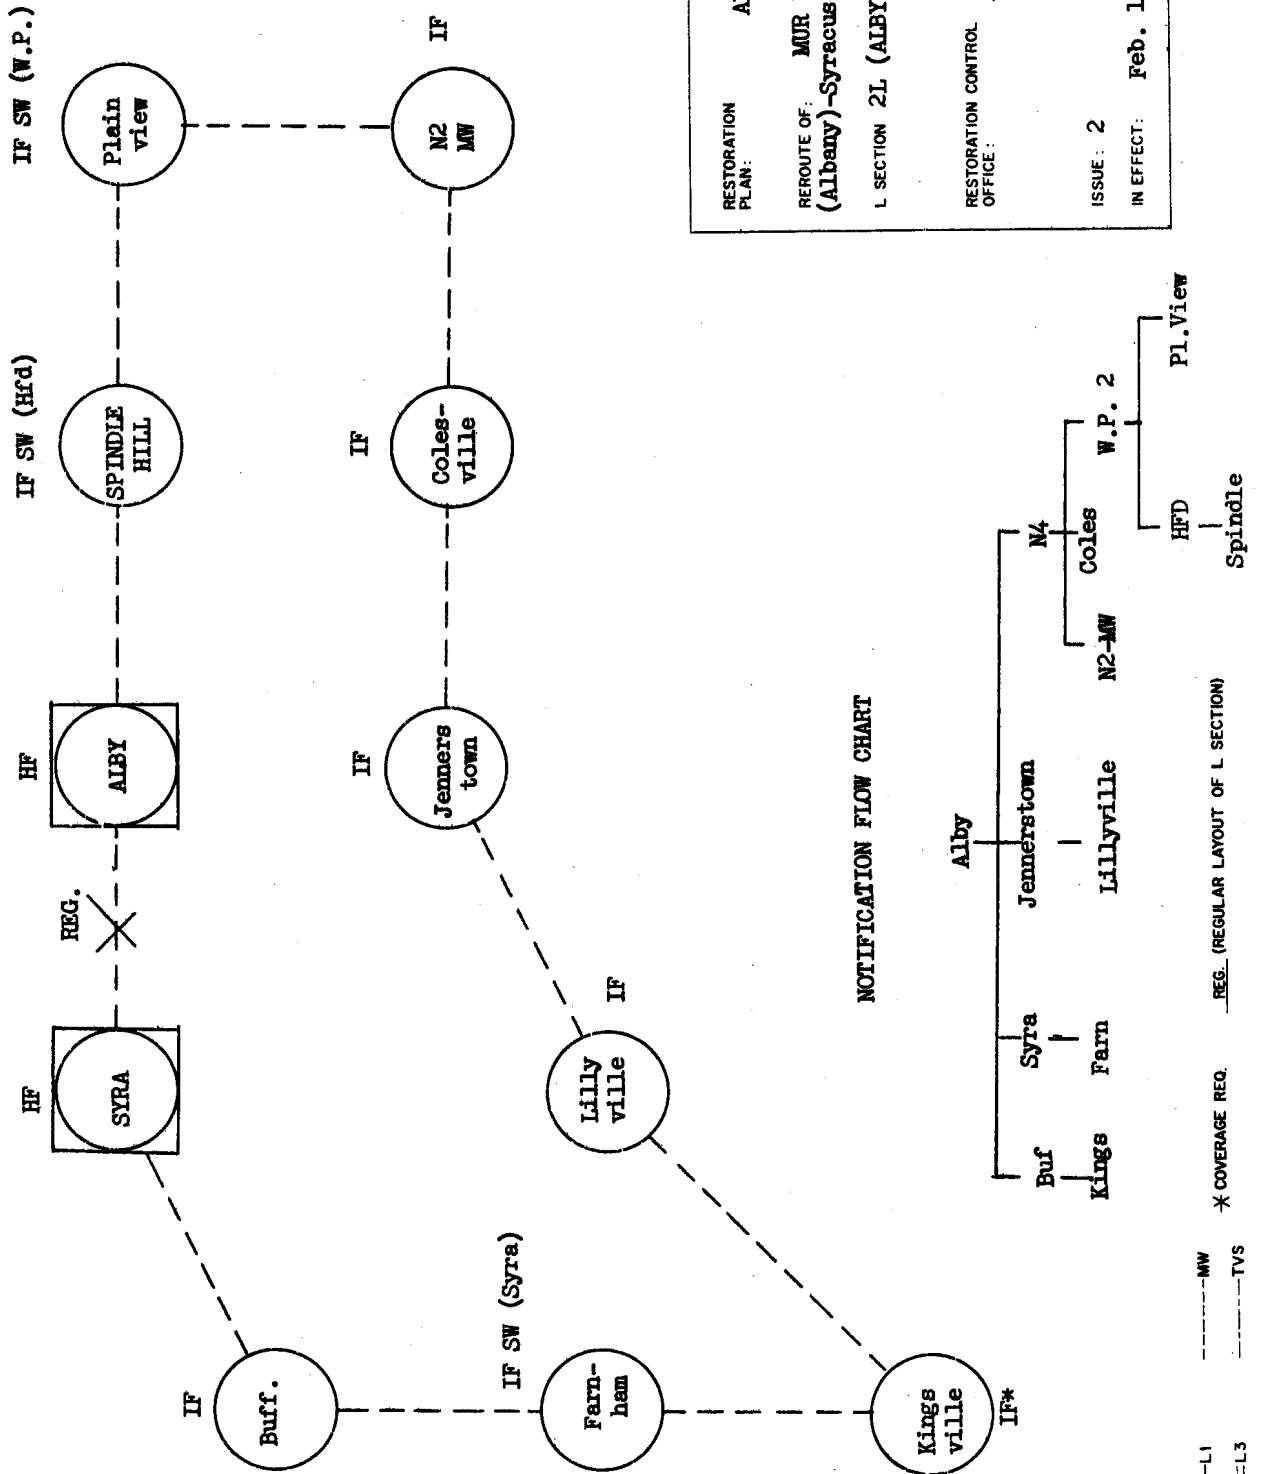 HF
HF
IF SW (Hfd)
IF SW (W.P.)
REG.
SYRA
ALBY
SPINDLE
HILL
Plain
view
IF
Buff.
IF
IF
IF
Jenners
town
Coles-
ville
N2
MW
IF SW (Syra)
Farn-
ham
Lilly
ville
IF
Kings
ville
IF*
RESTORATION
PLAN:
REROUTE OF: MUR
(Albany)-Syracus
L SECTION 2L (ALBY
RESTORATION CONTROL
OFFICE:
ISSUE: 2
IN EFFECT: Feb. 1
NOTIFICATION FLOW CHART
Alby
Buf
Syra
Jennerstown
N4
Kings
Farn
Lillyville
N2-MW
Coles
W.P. 2
HFD
Pl.View
Spindle
-L1
=L3
MW
TVS
* COVERAGE REQ.
REG. (REGULAR LAYOUT OF L SECTION)